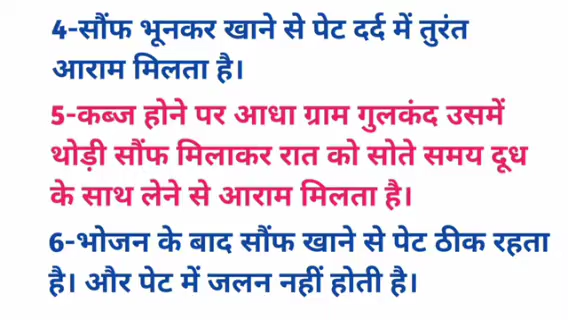 4-सौंफ भूनकर खाने से पेट दर्द में तुरंत
आराम मिलता है।
5-कब्ज होने पर आधा ग्राम गुलकंद उसमें
थोड़ी सौंफ मिलाकर रात को सोते समय दूध
के साथ लेने से आराम मिलता है।
6-भोजन के बाद सौंफ खाने से पेट ठीक रहता
है। और पेट में जलन नहीं होती है।